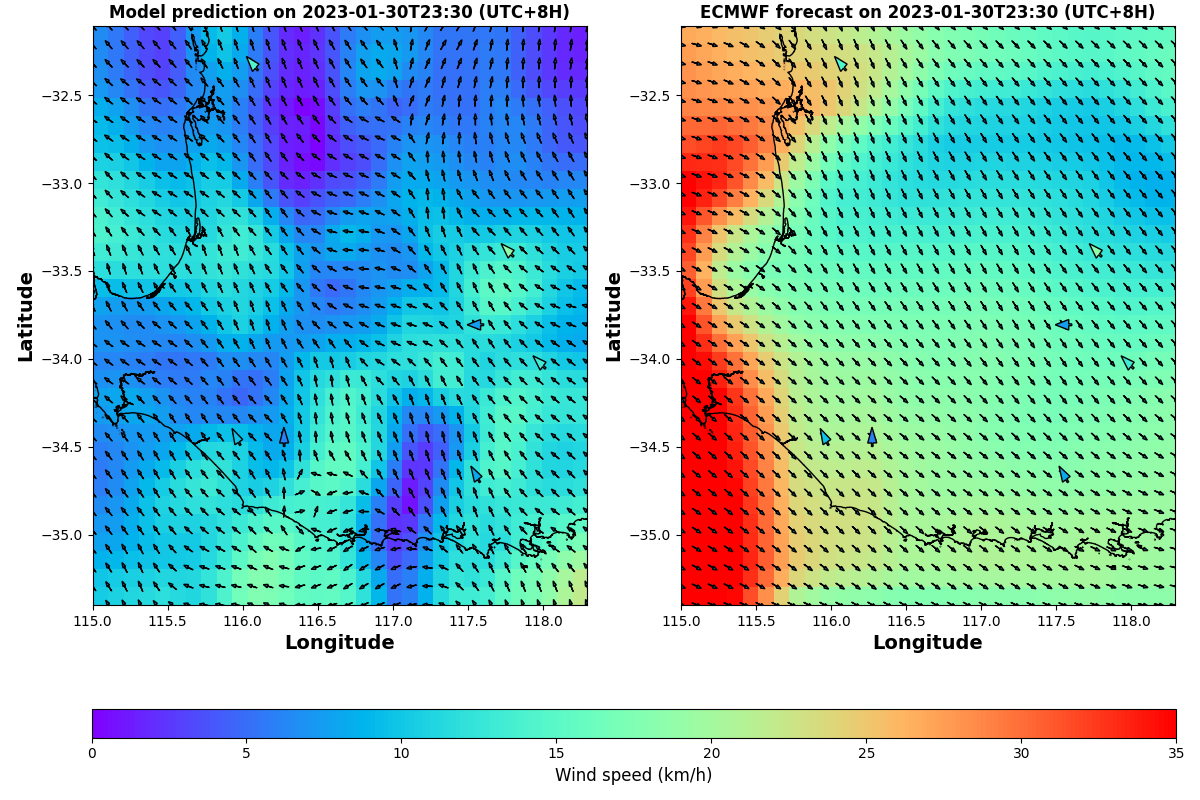 Model prediction on 2023-01-30T23:30 (UTC+8H)
ECMWF forecast on 2023-01-30T23:30 (UTC+8H)
Latitude
−32.5
−33.0
−33.5
−34.0
−34.5
−35.0
115.0 115.5 116.0 116.5 117.0 117.5 118.0
Longitude
Latitude
−32.5
−33.0
−33.5
−34.0
−34.5
−35.0
115.0 115.5 116.0 116.5 117.0 117.5 118.0
Longitude
0 5 10 15 20 25 30 35
Wind speed (km/h)